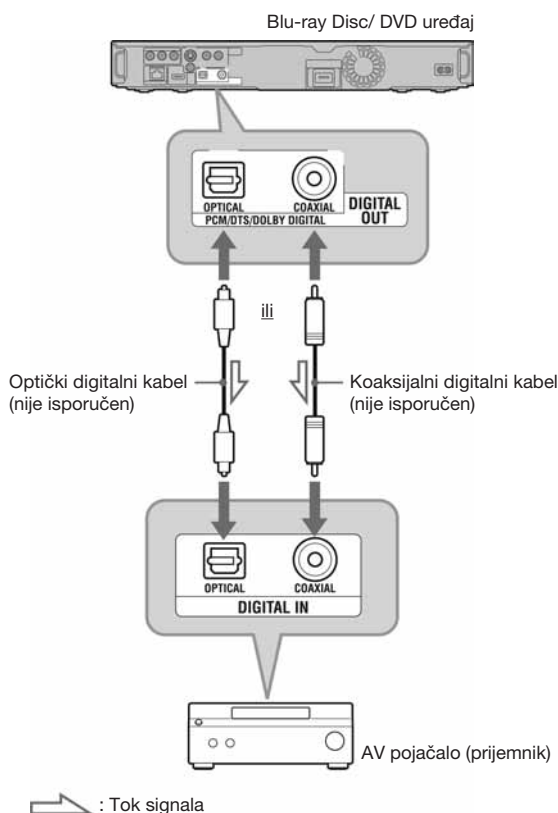 Blu-ray Disc/ DVD uređaj
OPTICAL
COAXIAL
PCM/DTS/DOLBY DIGITAL
DIGITAL
OUT
ili
Optički digitalni kabel
(nije isporučen)
Koaksijalni digitalni kabel
(nije isporučen)
OPTICAL
COAXIAL
DIGITAL IN
AV pojačalo (prijemnik)
: Tok signala